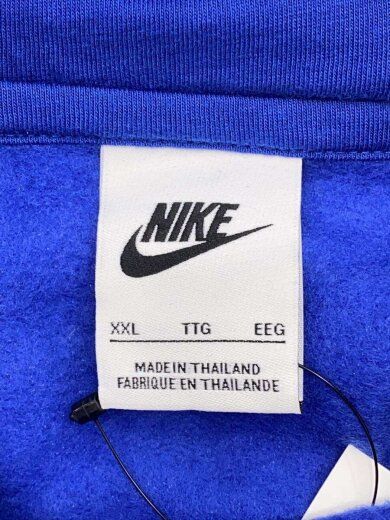 NIKE
XXL TTG EEG
MADE IN THAILAND
FABRIQUE EN THAILANDE